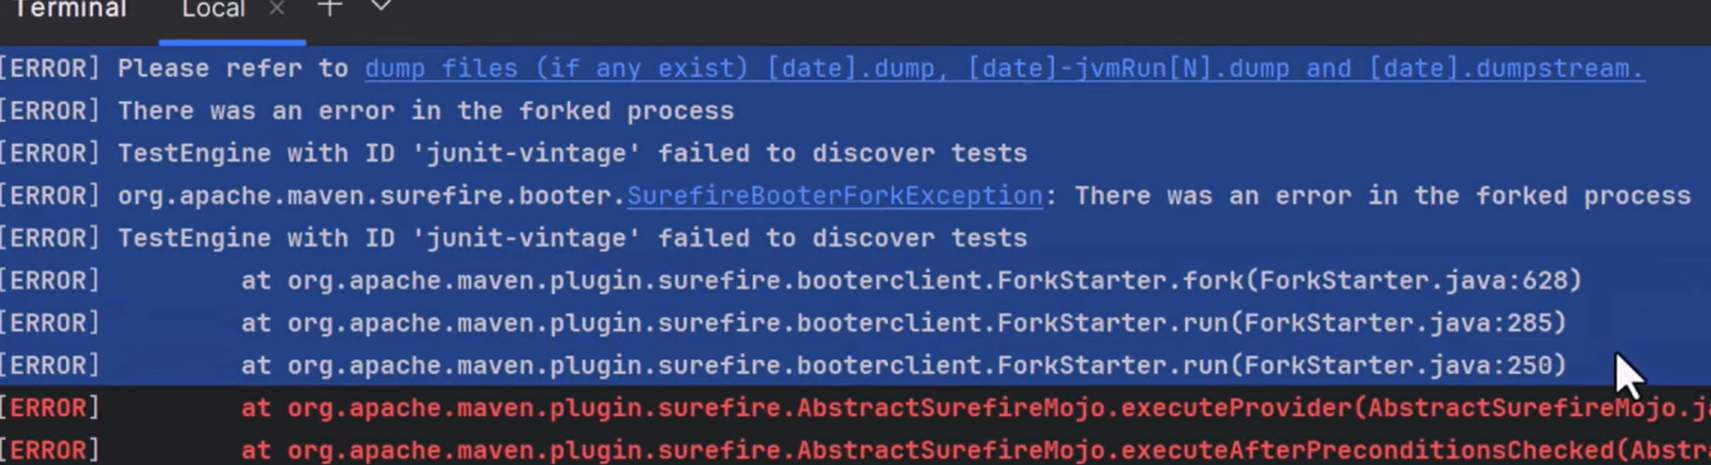 Terminal Local × +
[ERROR] Please refer to dump files (if any exist) [date].dump, [date]-jvmRun[N].dump and [date].dumpstream.
[ERROR] There was an error in the forked process
[ERROR] TestEngine with ID 'junit-vintage' failed to discover tests
[ERROR] org.apache.maven.surefire.booter.SurefireBooterForkException: There was an error in the forked process
[ERROR] TestEngine with ID 'junit-vintage' failed to discover tests
[ERROR] at org.apache.maven.plugin.surefire.booterclient.ForkStarter.fork(ForkStarter.java:628)
[ERROR] at org.apache.maven.plugin.surefire.booterclient.ForkStarter.run(ForkStarter.java:285)
[ERROR] at org.apache.maven.plugin.surefire.booterclient.ForkStarter.run(ForkStarter.java:250)
[ERROR] at org.apache.maven.plugin.surefire.AbstractSurefireMojo.executeProvider(AbstractSurefireMojo.ja
[ERROR] at org.apache.maven.plugin.surefire.AbstractSurefireMojo.executeAfterPreconditionsChecked(Abstr